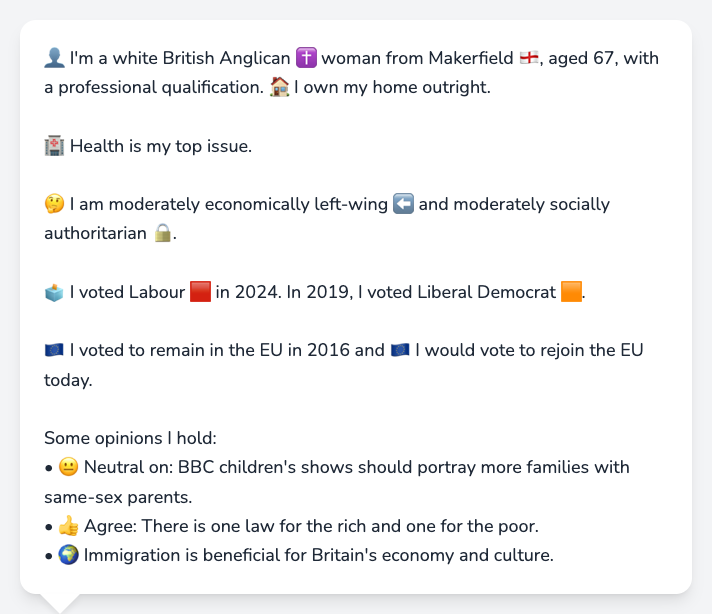 👤 I'm a white British Anglican ✝️ woman from Makerfield 🏴󠁧󠁢󠁥󠁮󠁧󠁿, aged 67, with
a professional qualification. 🏠 I own my home outright.
🏥 Health is my top issue.
🤔 I am moderately economically left-wing ⬅️ and moderately socially
authoritarian 🔒.
🗳️ I voted Labour 🟥 in 2024. In 2019, I voted Liberal Democrat 🟧.
🇪🇺 I voted to remain in the EU in 2016 and 🇪🇺 I would vote to rejoin the EU
today.
Some opinions I hold:
• 😐 Neutral on: BBC children's shows should portray more families with
same-sex parents.
• 👍 Agree: There is one law for the rich and one for the poor.
• 🌍 Immigration is beneficial for Britain's economy and culture.